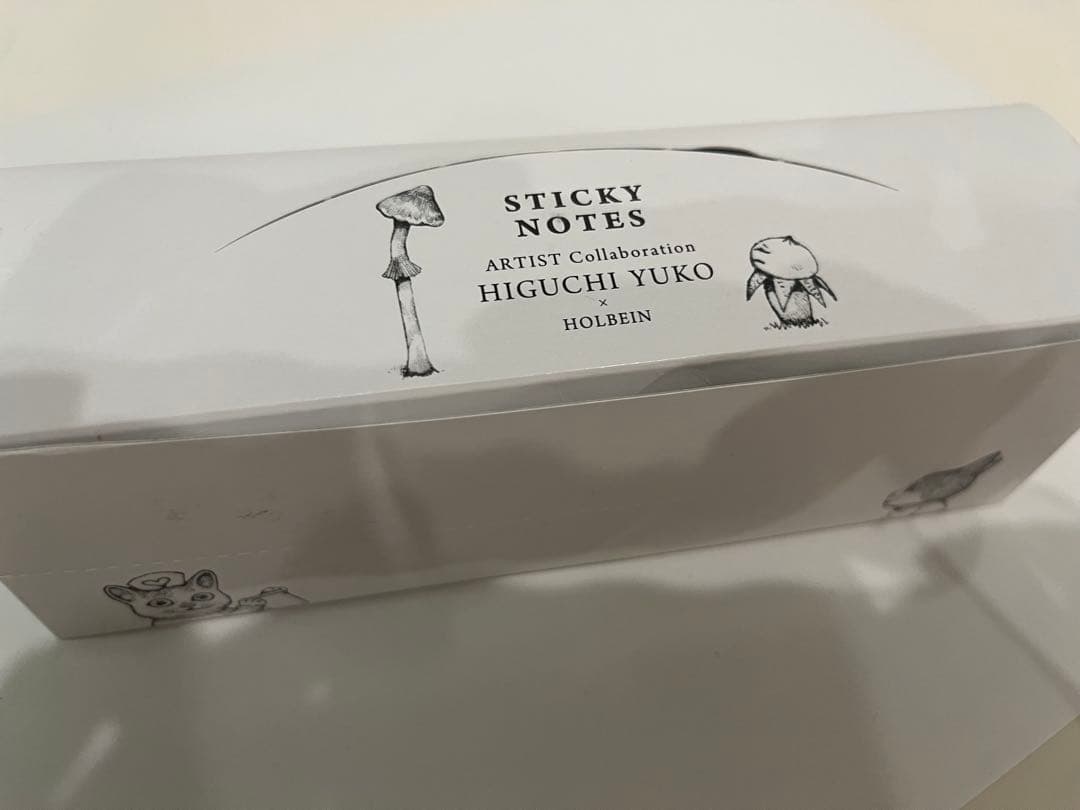 STICKY
NOTES
ARTIST Collaboration
HIGUCHI YUKO
×
HOLBEIN